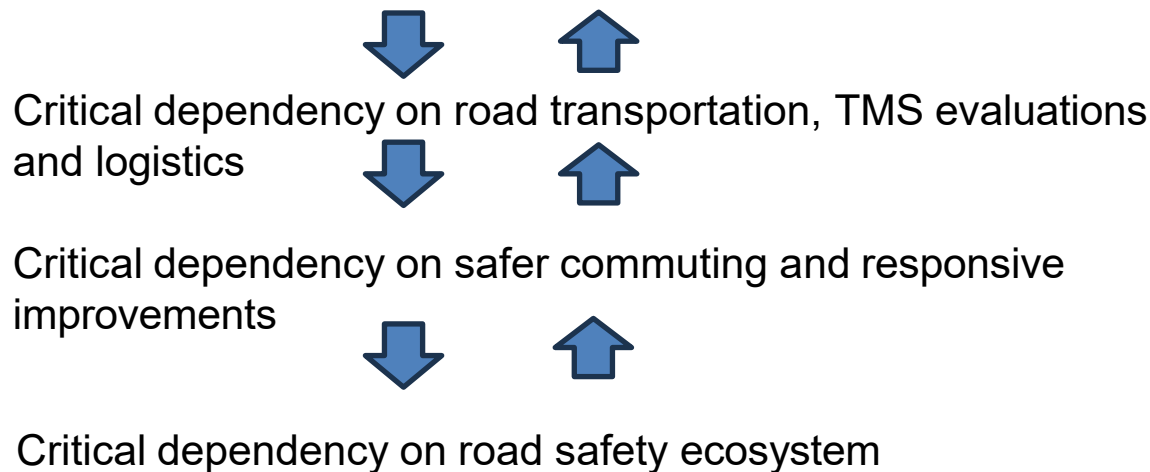 Critical dependency on road transportation, TMS evaluations
and logistics
Critical dependency on safer commuting and responsive
improvements
Critical dependency on road safety ecosystem